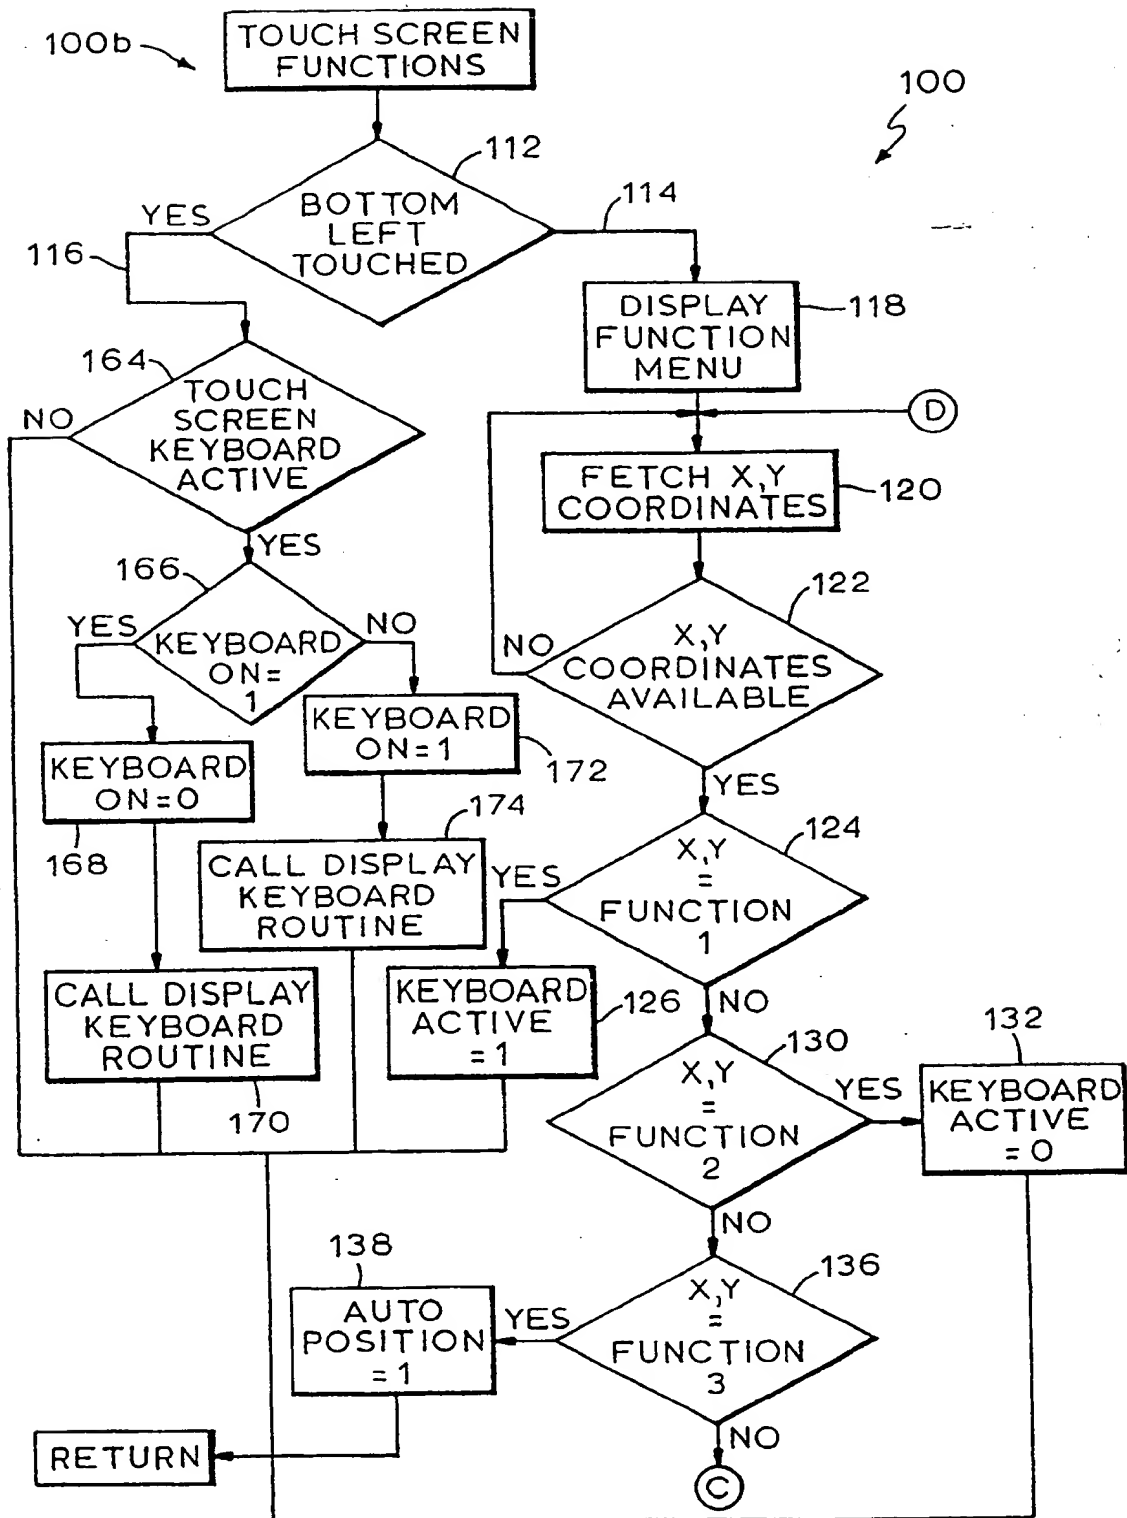 100b
TOUCH SCREEN
FUNCTIONS
100
112
BOTTOM
LEFT
TOUCHED
YES
114
116
DISPLAY
FUNCTION
MENU
118
164
TOUCH
SCREEN
KEYBOARD
ACTIVE
NO
YES
D
FETCH X,Y
COORDINATES
120
166
KEYBOARD
ON=
1
YES
NO
122
X,Y
COORDINATES
AVAILABLE
NO
YES
KEYBOARD
ON=0
168
KEYBOARD
ON=1
172
174
CALL DISPLAY
KEYBOARD
ROUTINE
124
X,Y
=
FUNCTION
1
YES
NO
CALL DISPLAY
KEYBOARD
ROUTINE
170
KEYBOARD
ACTIVE
=1
126
130
X,Y
=
FUNCTION
2
YES
NO
132
KEYBOARD
ACTIVE
=0
138
AUTO
POSITION
=1
136
X,Y
=
FUNCTION
3
YES
NO
RETURN
C